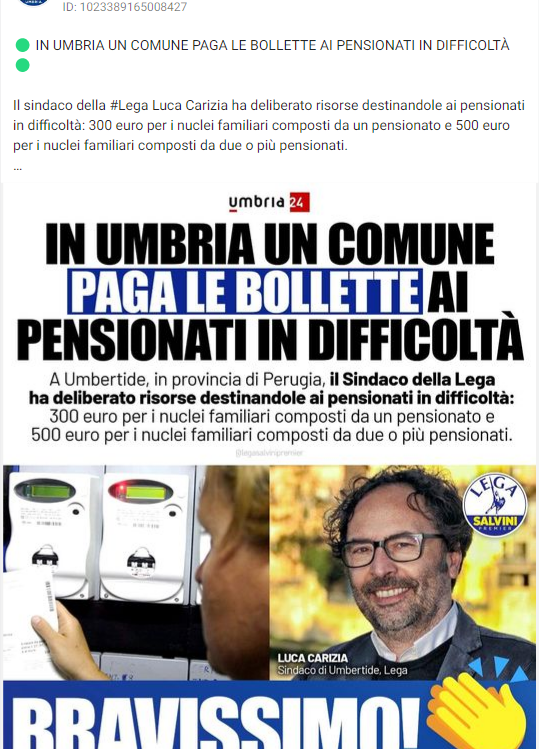 UMBRIA
ID: 1023389165008427
IN UMBRIA UN COMUNE PAGA LE BOLLETTE AI PENSIONATI IN DIFFICOLTÀ
Il sindaco della #Lega Luca Carizia ha deliberato risorse destinandole ai pensionati
in difficoltà: 300 euro per i nuclei familiari composti da un pensionato e 500 euro
per i nuclei familiari composti da due o più pensionati.
...
umbria24
IN UMBRIA UN COMUNE
PAGA LE BOLLETTE AI
PENSIONATI IN DIFFICOLTÀ
A Umbertide, in provincia di Perugia, il Sindaco della Lega
ha deliberato risorse destinandole ai pensionati in difficoltà:
300 euro per i nuclei familiari composti da un pensionato e
500 euro per i nuclei familiari composti da due o più pensionati.
@legasalvinipremier
LEGA
SALVINI
PREMIER
LUCA CARIZIA
Sindaco di Umbertide, Lega
BRAVISSIMO!